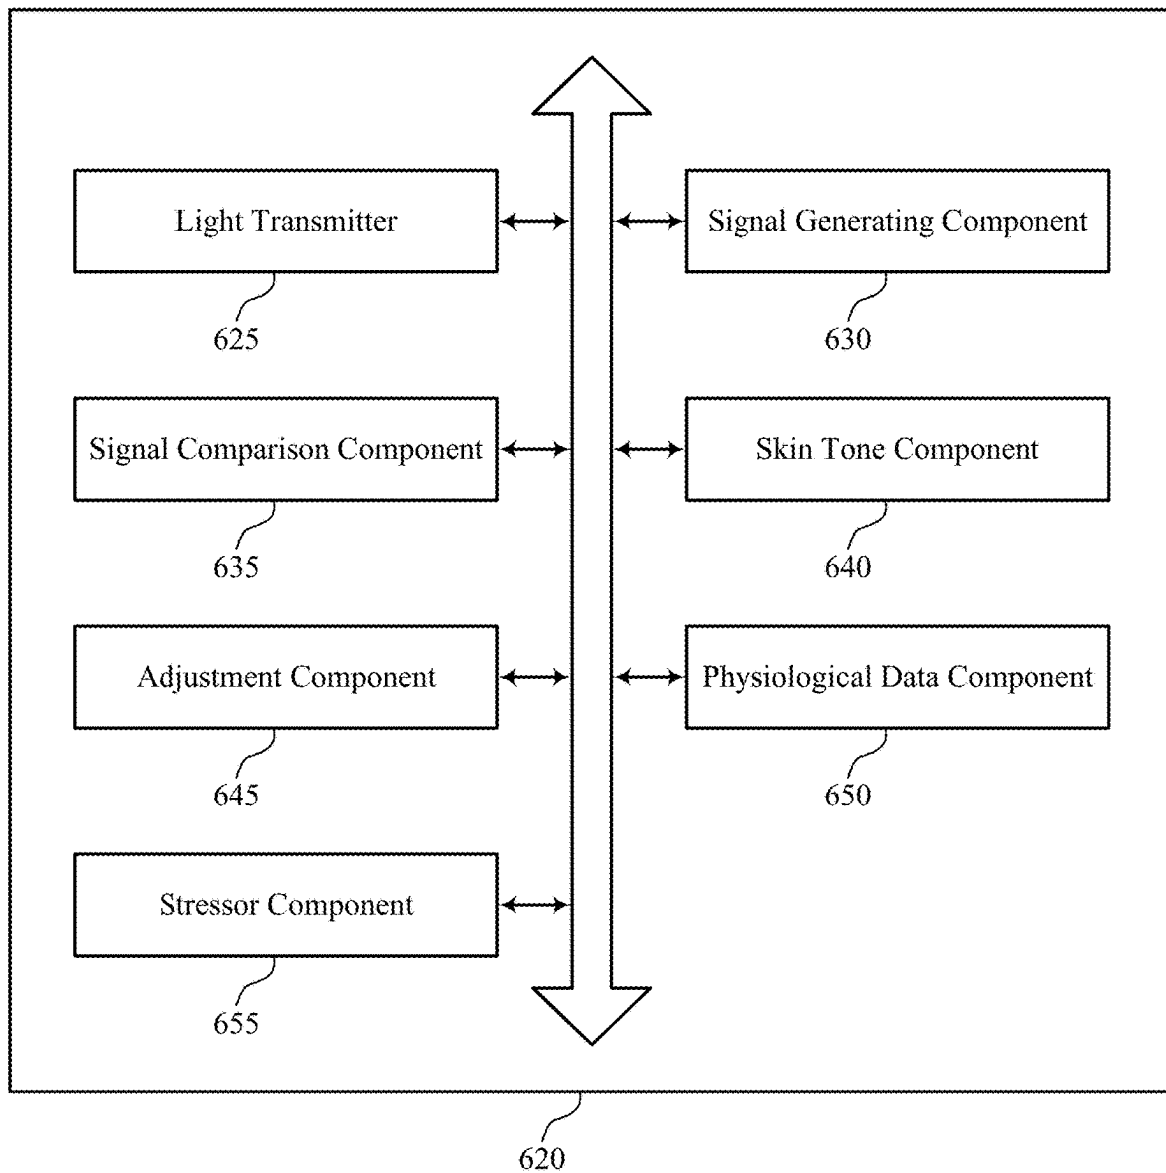 Light Transmitter
Signal Generating Component
625
630
Signal Comparison Component
Skin Tone Component
635
640
Adjustment Component
Physiological Data Component
645
650
Stressor Component
655
620